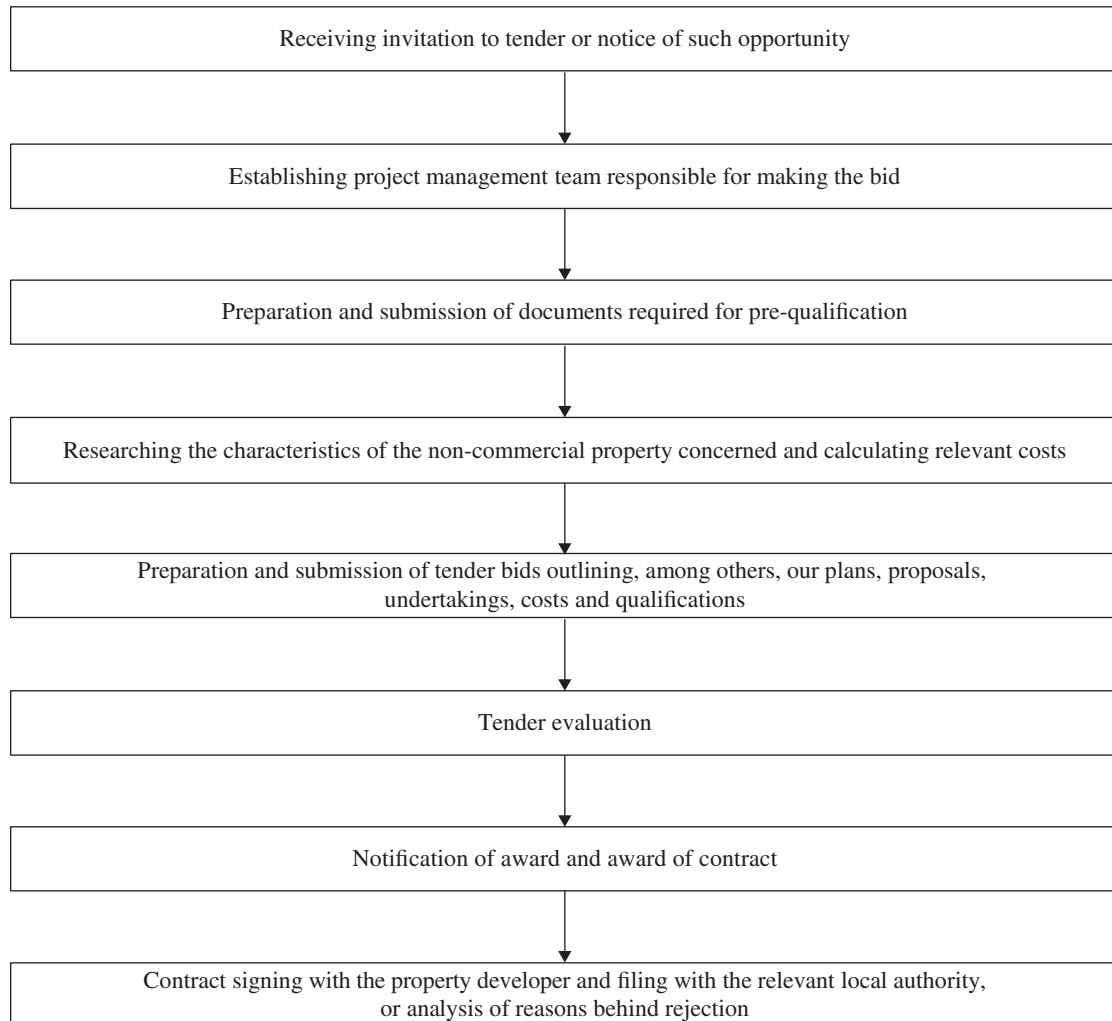 Receiving invitation to tender or notice of such opportunity
Establishing project management team responsible for making the bid
Preparation and submission of documents required for pre-qualification
Researching the characteristics of the non-commercial property concerned and calculating relevant costs
Preparation and submission of tender bids outlining, among others, our plans, proposals,
undertakings, costs and qualifications
Tender evaluation
Notification of award and award of contract
Contract signing with the property developer and filing with the relevant local authority,
or analysis of reasons behind rejection